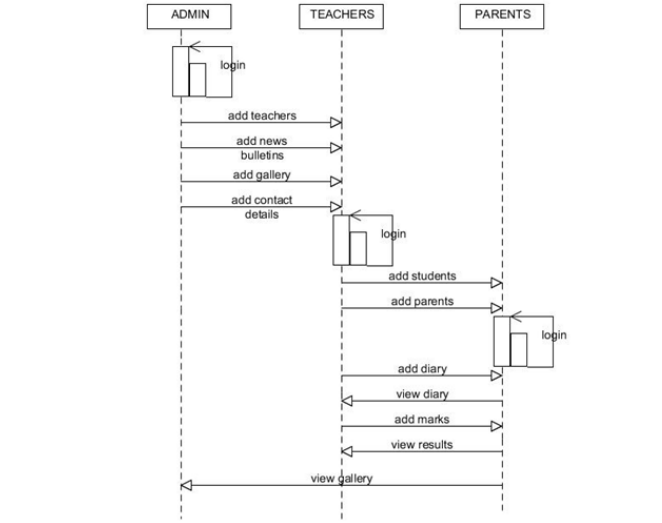 ADMIN
TEACHERS
PARENTS
login
add teachers
add news
bulletins
add gallery
add contact
details
login
add students
add parents
login
add diary
view diary
add marks
view results
view gallery